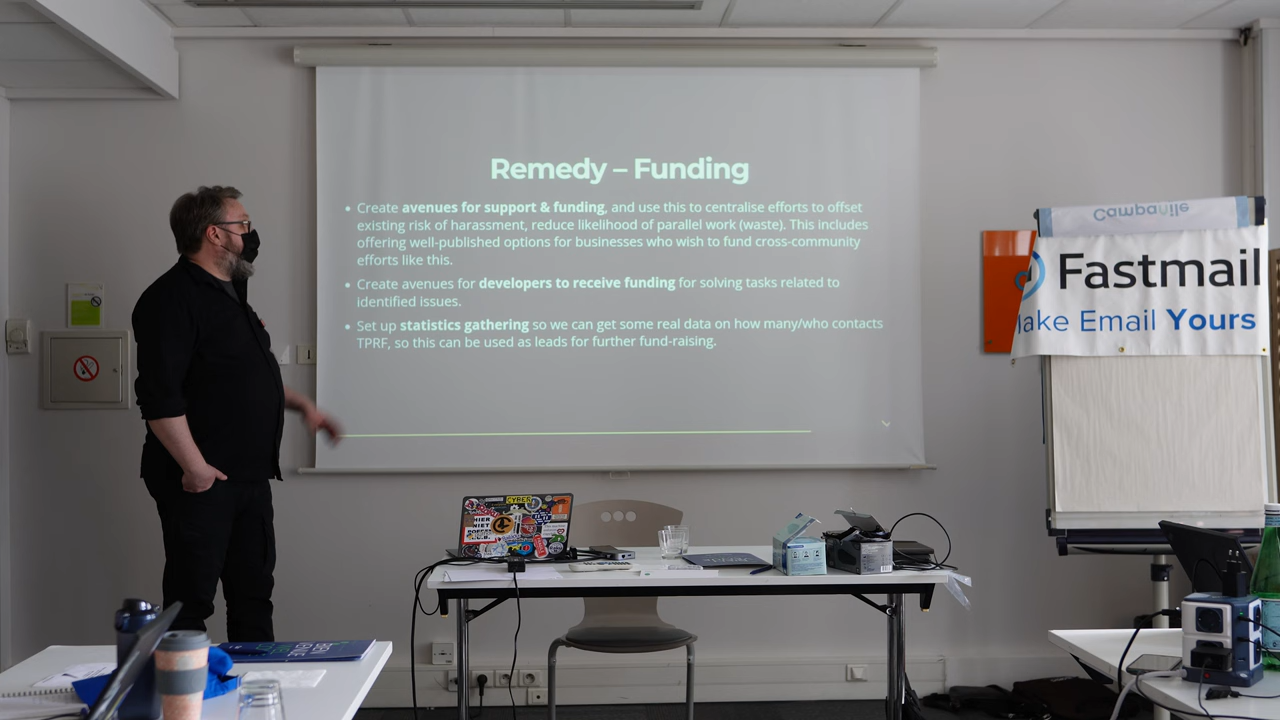 Remedy – Funding
• Create avenues for support & funding, and use this to centralise efforts to offset
existing risk of harassment, reduce likelihood of parallel work (waste). This includes
offering well-published options for businesses who wish to fund cross-community
efforts like this.
• Create avenues for developers to receive funding for solving tasks related to
identified issues.
• Set up statistics gathering so we can get some real data on how many/who contacts
TPRF, so this can be used as leads for further fund-raising.
Campanile
Fastmail
ake Email Yours
CYBER
HIER
NIET